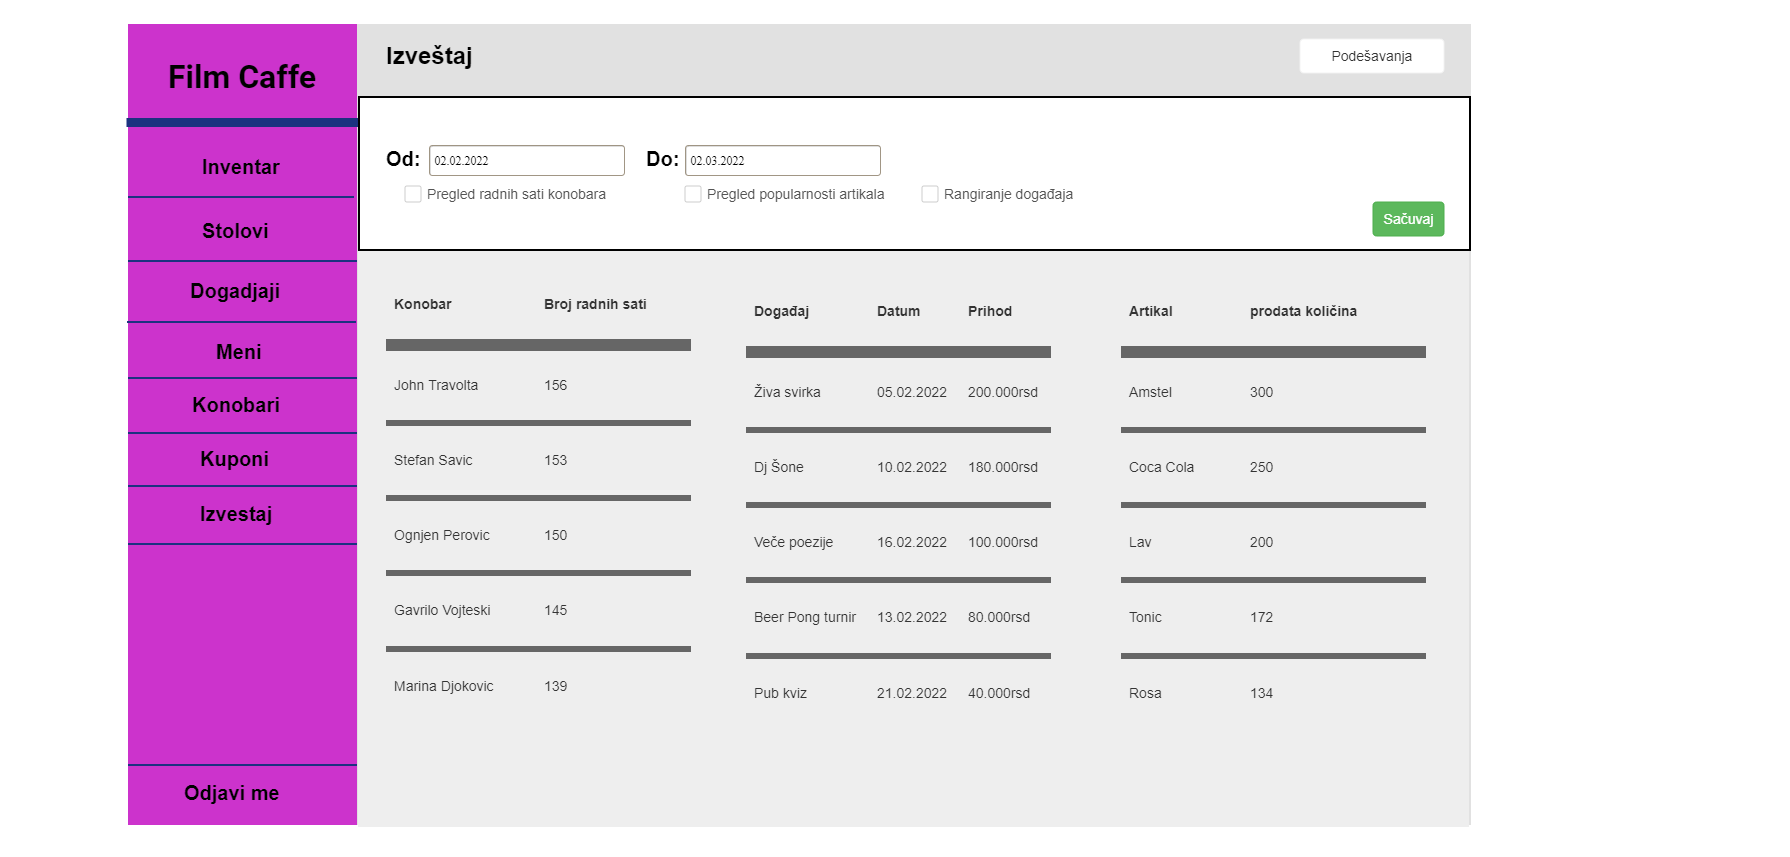 Film Caffe
Inventar
Stolovi
Dogadjaji
Meni
Konobari
Kuponi
Izvestaj
Odjavi me
Izveštaj
Podešavanja
Od: 02.02.2022 Do: 02.03.2022
Pregled radnih sati konobara Pregled popularnosti artikala Rangiranje događaja
Sačuvaj
Konobar Broj radnih sati
John Travolta 156
Stefan Savic 153
Ognjen Perovic 150
Gavrilo Vojteski 145
Marina Djokovic 139
Događaj Datum Prihod
Živa svirka 05.02.2022 200.000rsd
Dj Šone 10.02.2022 180.000rsd
Veče poezije 16.02.2022 100.000rsd
Beer Pong turnir 13.02.2022 80.000rsd
Pub kviz 21.02.2022 40.000rsd
Artikal prodata količina
Amstel 300
Coca Cola 250
Lav 200
Tonic 172
Rosa 134